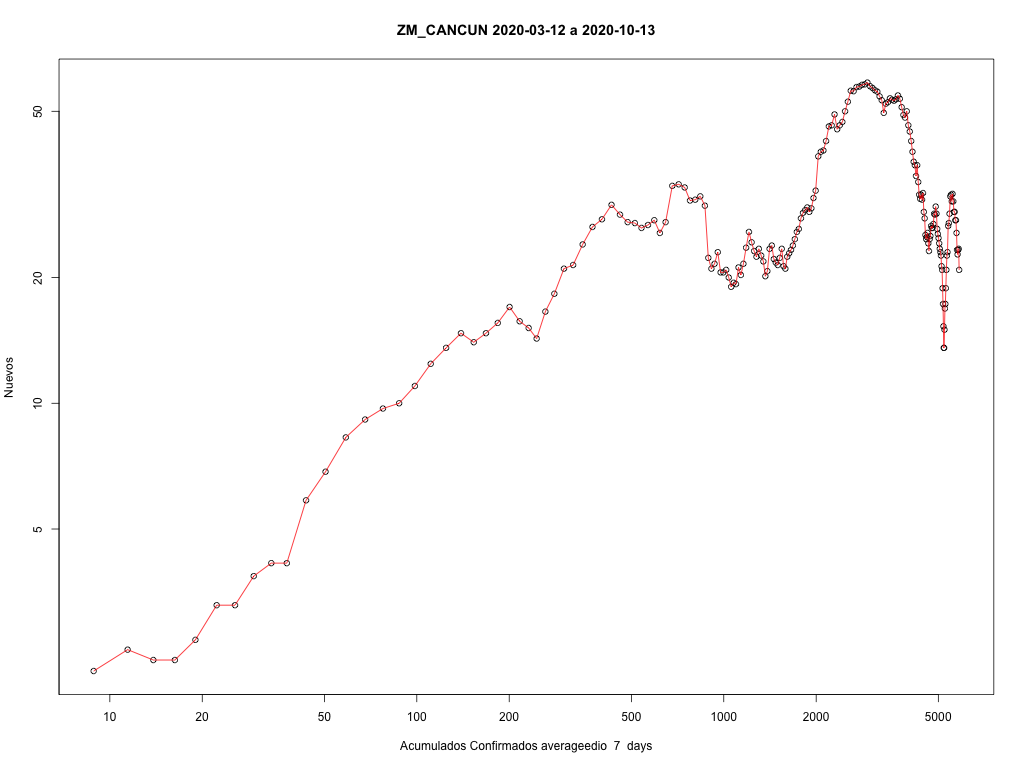 ZM_CANCUN 2020-03-12 a 2020-10-13
Nuevos
50
20
10
5
10 20 50 100 200 500 1000 2000 5000
Acumulados Confirmados averageedio 7 days